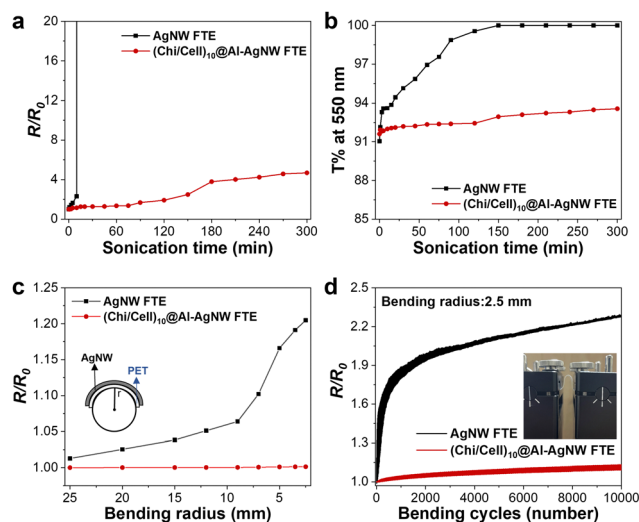 a
AgNW FTE
(Chi/Cell)10@Al-AgNW FTE
R/R0
20
16
12
8
4
0
0 60 120 180 240 300
Sonication time (min)
b
T% at 550 nm
100
97
94
91
88
85
AgNW FTE
(Chi/Cell)10@Al-AgNW FTE
0 50 100 150 200 250 300
Sonication time (min)
c
AgNW FTE
(Chi/Cell)10@Al-AgNW FTE
R/R0
1.25
1.20
1.15
1.10
1.05
1.00
AgNW
PET
r
25 20 15 10 5
Bending radius (mm)
d
Bending radius:2.5 mm
R/R0
2.5
2.2
1.9
1.6
1.3
1.0
AgNW FTE
(Chi/Cell)10@Al-AgNW FTE
0 2000 4000 6000 8000 10000
Bending cycles (number)